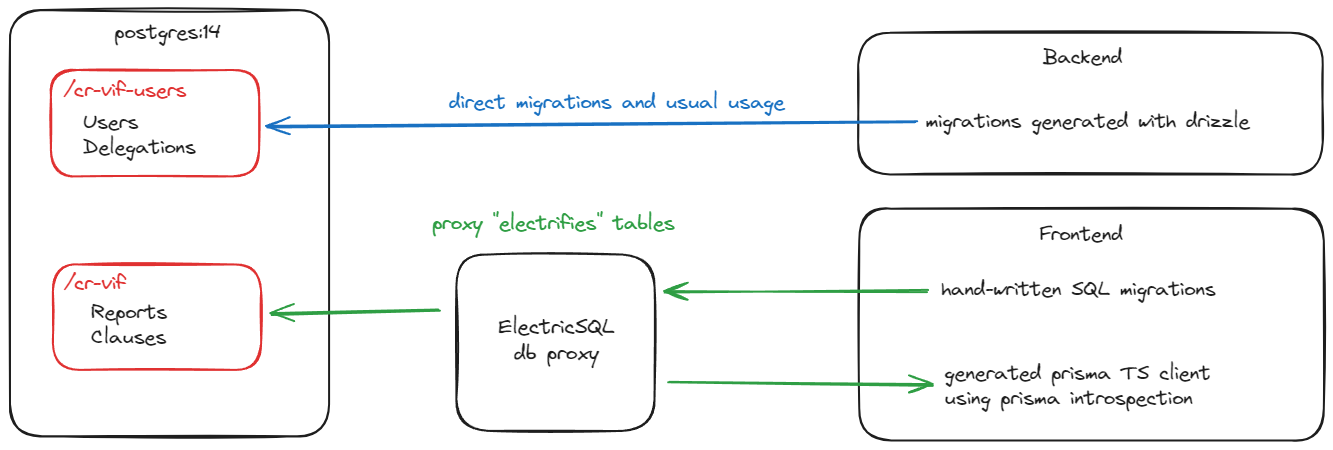 postgres:14
/cr-vif-users
Users
Delegations
/cr-vif
Reports
Clauses
direct migrations and usual usage
proxy "electrifies" tables
ElectricSQL
db proxy
Backend
migrations generated with drizzle
Frontend
hand-written SQL migrations
generated prisma TS client
using prisma introspection